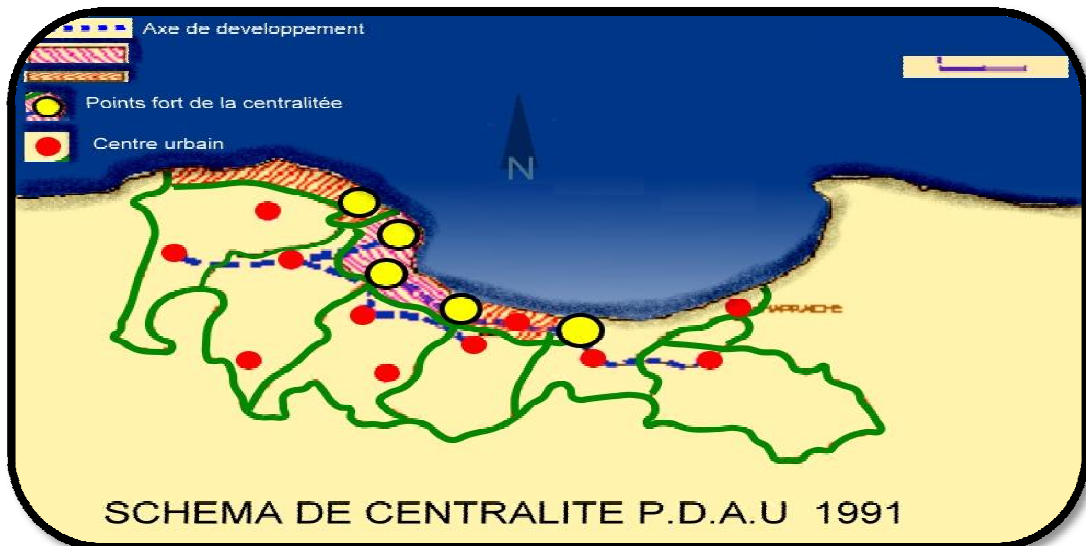 Axe de developpement
Points fort de la centralitée
Centre urbain
N
SCHEMA DE CENTRALITE P.D.A.U 1991